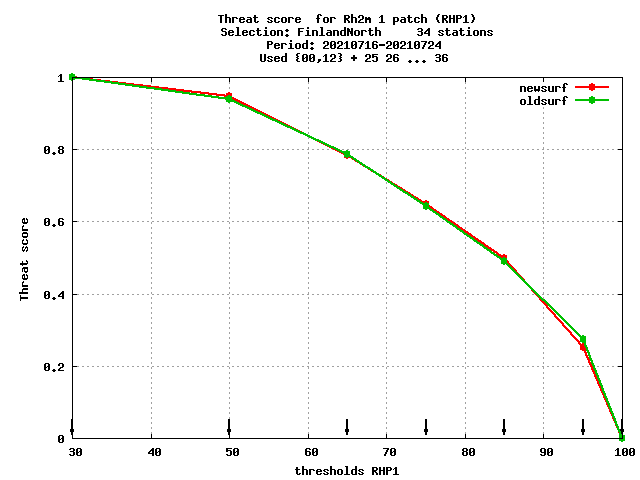 Threat score  for Rh2m 1 patch (RHP1)
Selection: FinlandNorth     34 stations
Period: 20210716-20210724
Used {00,12} + 25 26 ... 36
newsurf
oldsurf
1
0.8
0.6
0.4
0.2
0
Threat score
30 40 50 60 70 80 90 100
thresholds RHP1